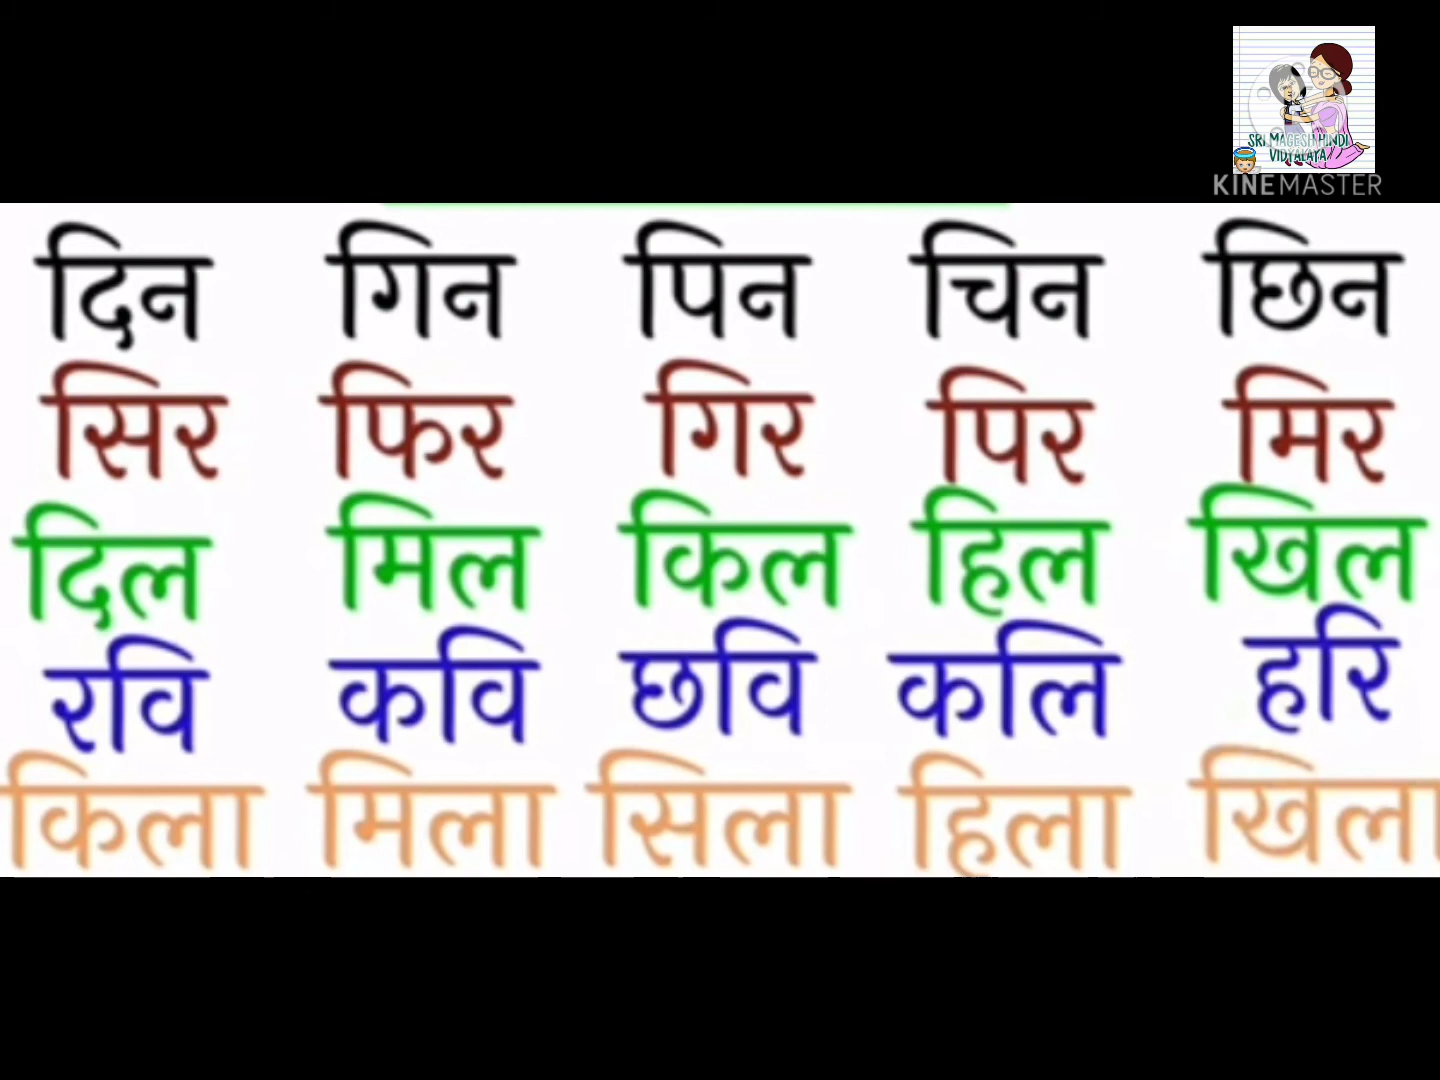 SRI MAGESH HINDI
VIDYALAYA
KINEMASTER
दिन गिन पिन चिन छिन
सिर फिर गिर पिर मिर
दिल मिल किल हिल खिल
रवि कवि छवि कलि हरि
किला मिला सिला हिला खिला